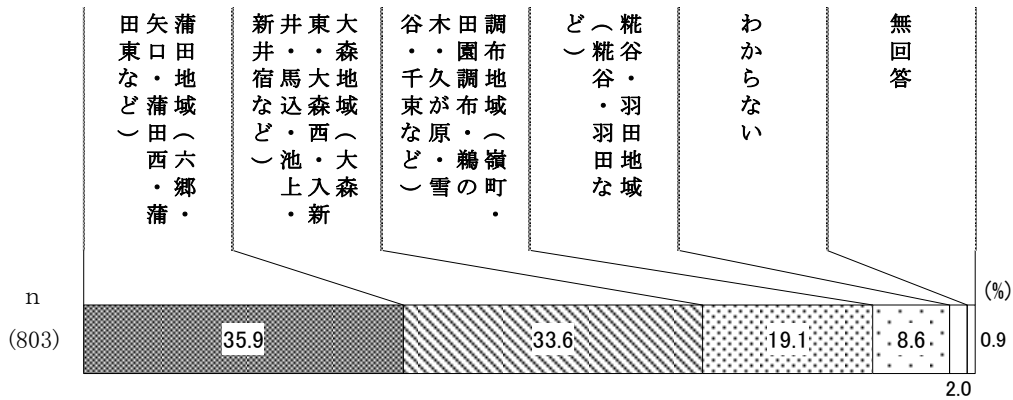 蒲田地域（六郷・
矢口・蒲田西・蒲
田東など）
大森地域（大森
東・大森西・入新
井・馬込・池上・
新井宿など）
調布地域（嶺町・
田園調布・鵜の
木・久が原・雪
谷・千束など）
糀谷・羽田地域
（糀谷・羽田な
ど）
わからない
無回答
n
(%)
(803)
35.9
33.6
19.1
8.6
0.9
2.0